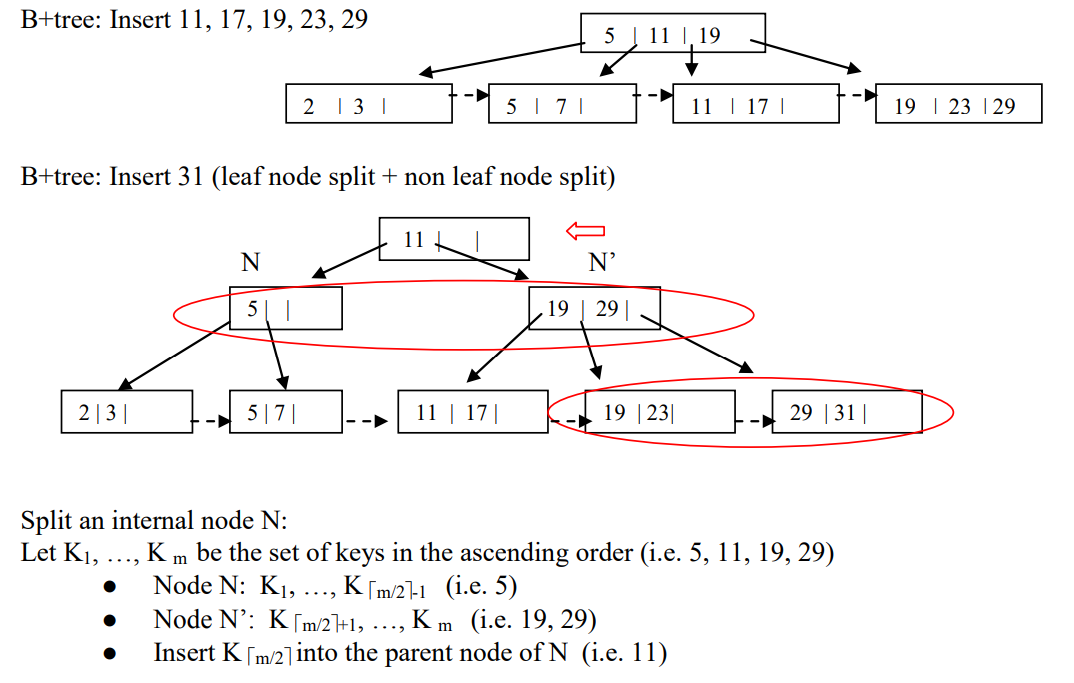 B+tree: Insert 11, 17, 19, 23, 29
5 | 11 | 19
2 | 3 |
5 | 7 |
11 | 17 |
19 | 23 | 29
B+tree: Insert 31 (leaf node split + non leaf node split)
11 | |
N
N’
5 | |
19 | 29 |
2 | 3 |
5 | 7 |
11 | 17 |
19 | 23 |
29 | 31 |
Split an internal node N:
Let K₁, …, K ₘ be the set of keys in the ascending order (i.e. 5, 11, 19, 29)
● Node N: K₁, …, K ⌈m/2⌉-1 (i.e. 5)
● Node N’: K ⌈m/2⌉+1, …, K ₘ (i.e. 19, 29)
● Insert K ⌈m/2⌉ into the parent node of N (i.e. 11)